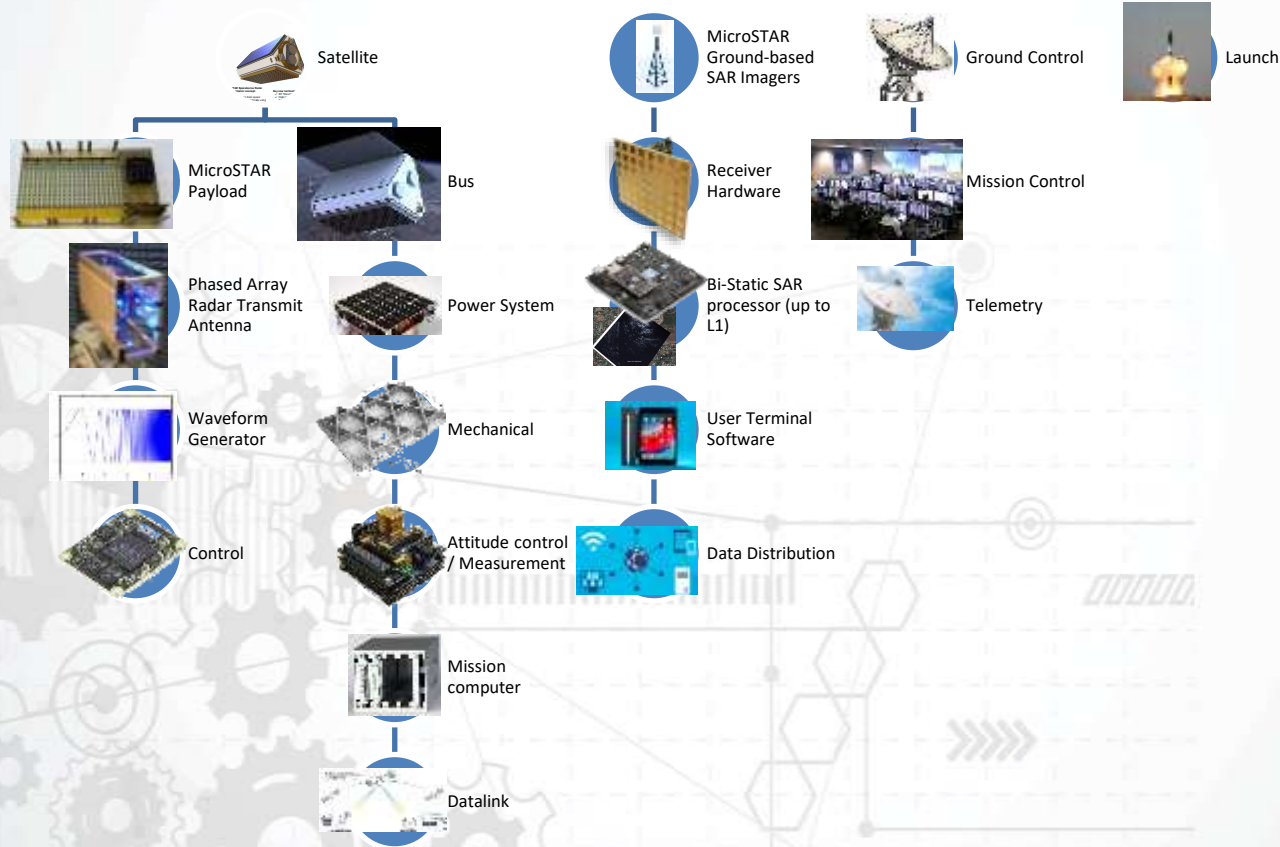 Satellite
MicroSTAR
Ground-based
SAR Imagers
Ground Control
Launch
MicroSTAR
Payload
Bus
Receiver
Hardware
Mission Control
Phased Array
Radar Transmit
Antenna
Power System
Bi-Static SAR
processor (up to
L1)
Telemetry
Waveform
Generator
Mechanical
User Terminal
Software
Control
Attitude control
/ Measurement
Data Distribution
Mission
computer
Datalink